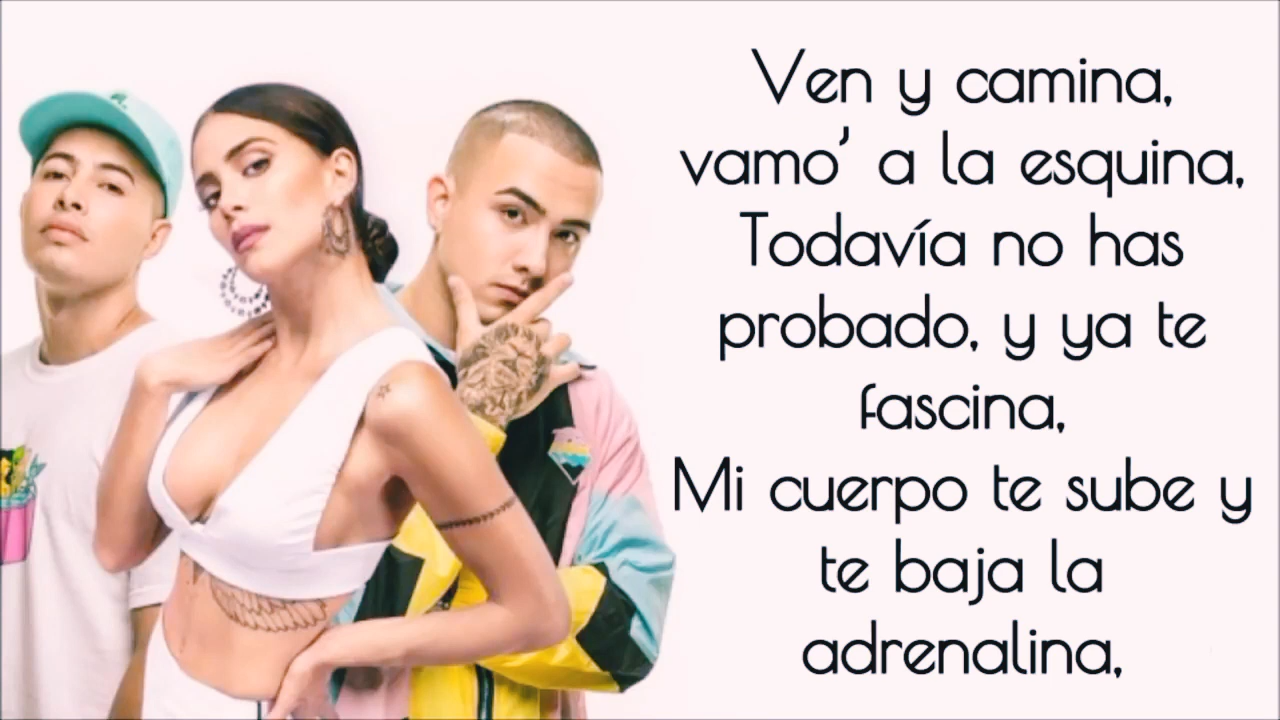 Ven y camina,
vamo' a la esquina,
Todavía no has
probado, y ya te
fascina,
Mi cuerpo te sube y
te baja la
adrenalina,